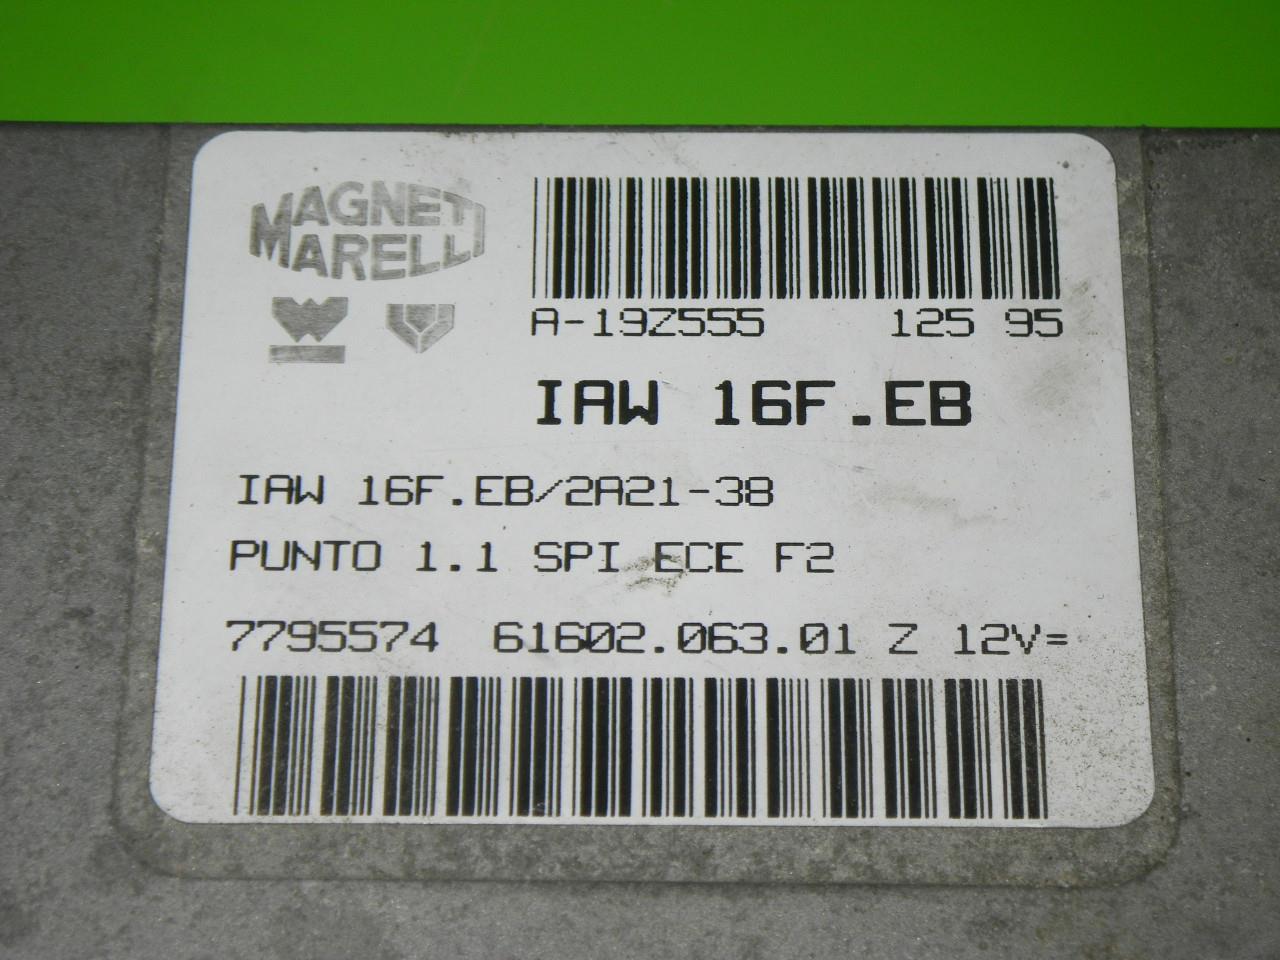 MAGNETI
MARELLI
A-19Z555 125 95
IAW 16F.EB
IAW 16F.EB/2A21-38
PUNTO 1.1 SPI ECE F2
7795574 61602.063.01 Z 12V=